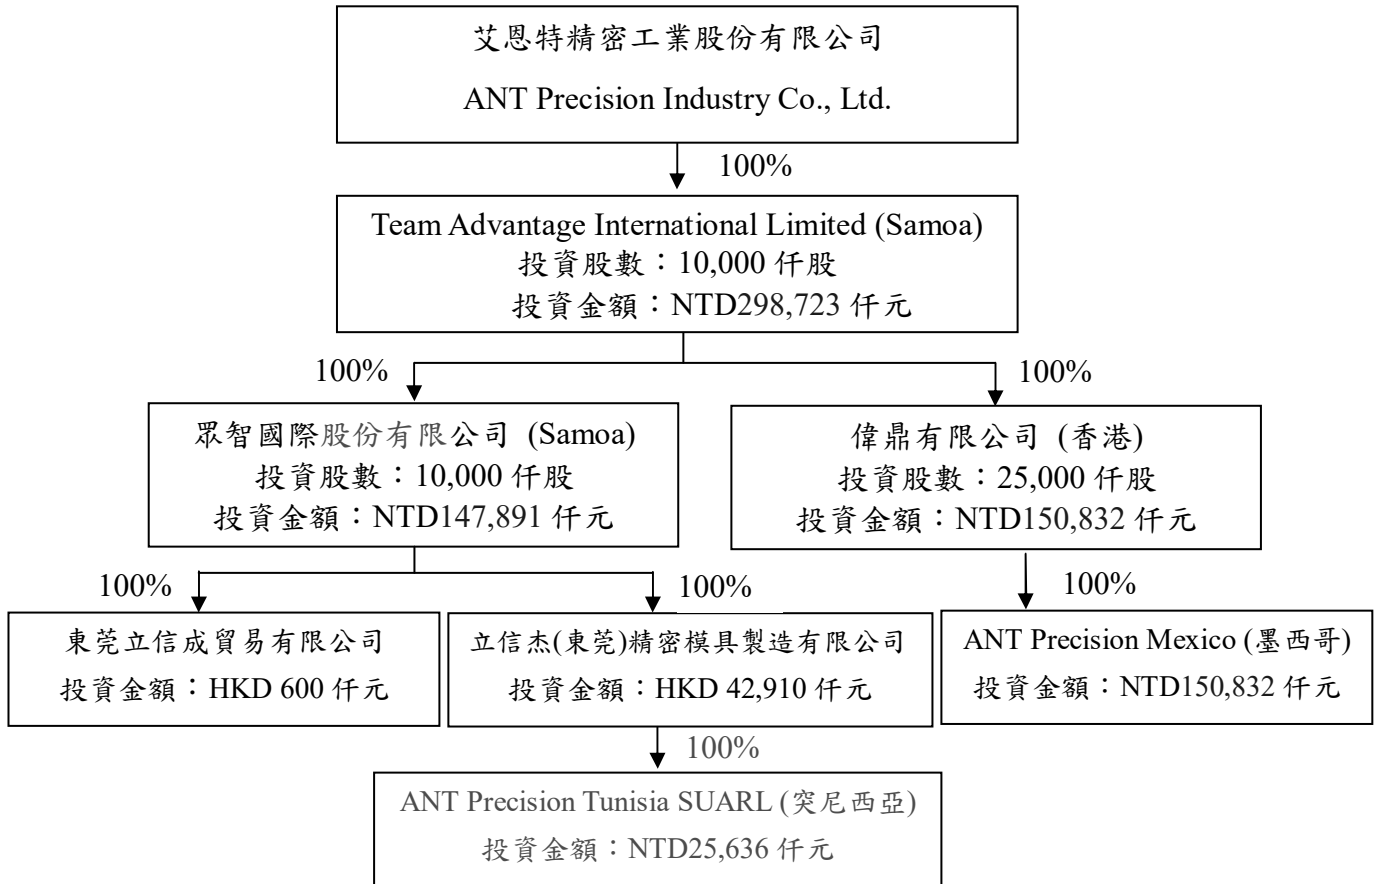 艾恩特精密工業股份有限公司
ANT Precision Industry Co., Ltd.
100%
Team Advantage International Limited (Samoa)
投資股數：10,000 仟股
投資金額：NTD298,723 仟元
100%
100%
眾智國際股份有限公司 (Samoa)
投資股數：10,000 仟股
投資金額：NTD147,891 仟元
偉鼎有限公司 (香港)
投資股數：25,000 仟股
投資金額：NTD150,832 仟元
100%
100%
100%
東莞立信成貿易有限公司
投資金額：HKD 600 仟元
立信杰(東莞)精密模具製造有限公司
投資金額：HKD 42,910 仟元
ANT Precision Mexico (墨西哥)
投資金額：NTD150,832 仟元
100%
ANT Precision Tunisia SUARL (突尼西亞)
投資金額：NTD25,636 仟元